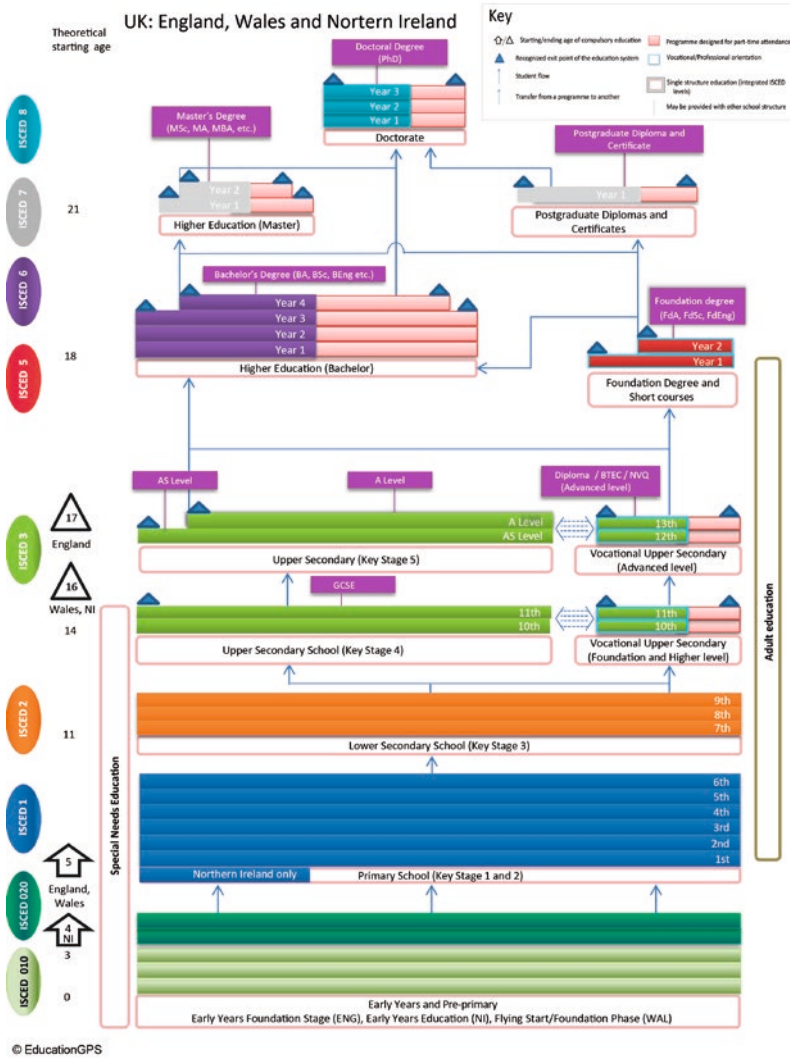 UK: England, Wales and Nortern Ireland
Theoretical
starting age
Key
Starting/ending age of compulsory education
Recognized exit point of the education system
Student flow
Transfer from a programme to another
Programme designed for part-time attendance
Vocational/Professional orientation
Single structure education (integrated ISCED
levels)
May be provided with other school structure
ISCED 8
Doctoral Degree
(PhD)
Year 3
Year 2
Year 1
Doctorate
ISCED 7
21
Master's Degree
(MSc, MA, MBA, etc.)
Year 2
Year 1
Higher Education (Master)
Postgraduate Diploma and
Certificate
Year 1
Postgraduate Diplomas and
Certificates
ISCED 6
Bachelor's Degree (BA, BSc, BEng etc.)
Year 4
Year 3
Year 2
Year 1
Higher Education (Bachelor)
ISCED 5
18
Foundation degree
(FdA, FdSc, FdEng)
Year 2
Year 1
Foundation Degree and
Short courses
ISCED 3
17
England
AS Level
A Level
A Level
AS Level
Upper Secondary (Key Stage 5)
Diploma / BTEC / NVQ
(Advanced level)
13th
12th
Vocational Upper Secondary
(Advanced level)
16
Wales, NI
14
GCSE
11th
10th
Upper Secondary School (Key Stage 4)
11th
10th
Vocational Upper Secondary
(Foundation and Higher level)
Adult education
Special Needs Education
ISCED 2
11
9th
8th
7th
Lower Secondary School (Key Stage 3)
ISCED 1
6th
5th
4th
3rd
2nd
1st
Northern Ireland only
Primary School (Key Stage 1 and 2)
5
England,
Wales
ISCED 020
4
NI
3
ISCED 010
0
Early Years and Pre-primary
Early Years Foundation Stage (ENG), Early Years Education (NI), Flying Start/Foundation Phase (WAL)
© EducationGPS